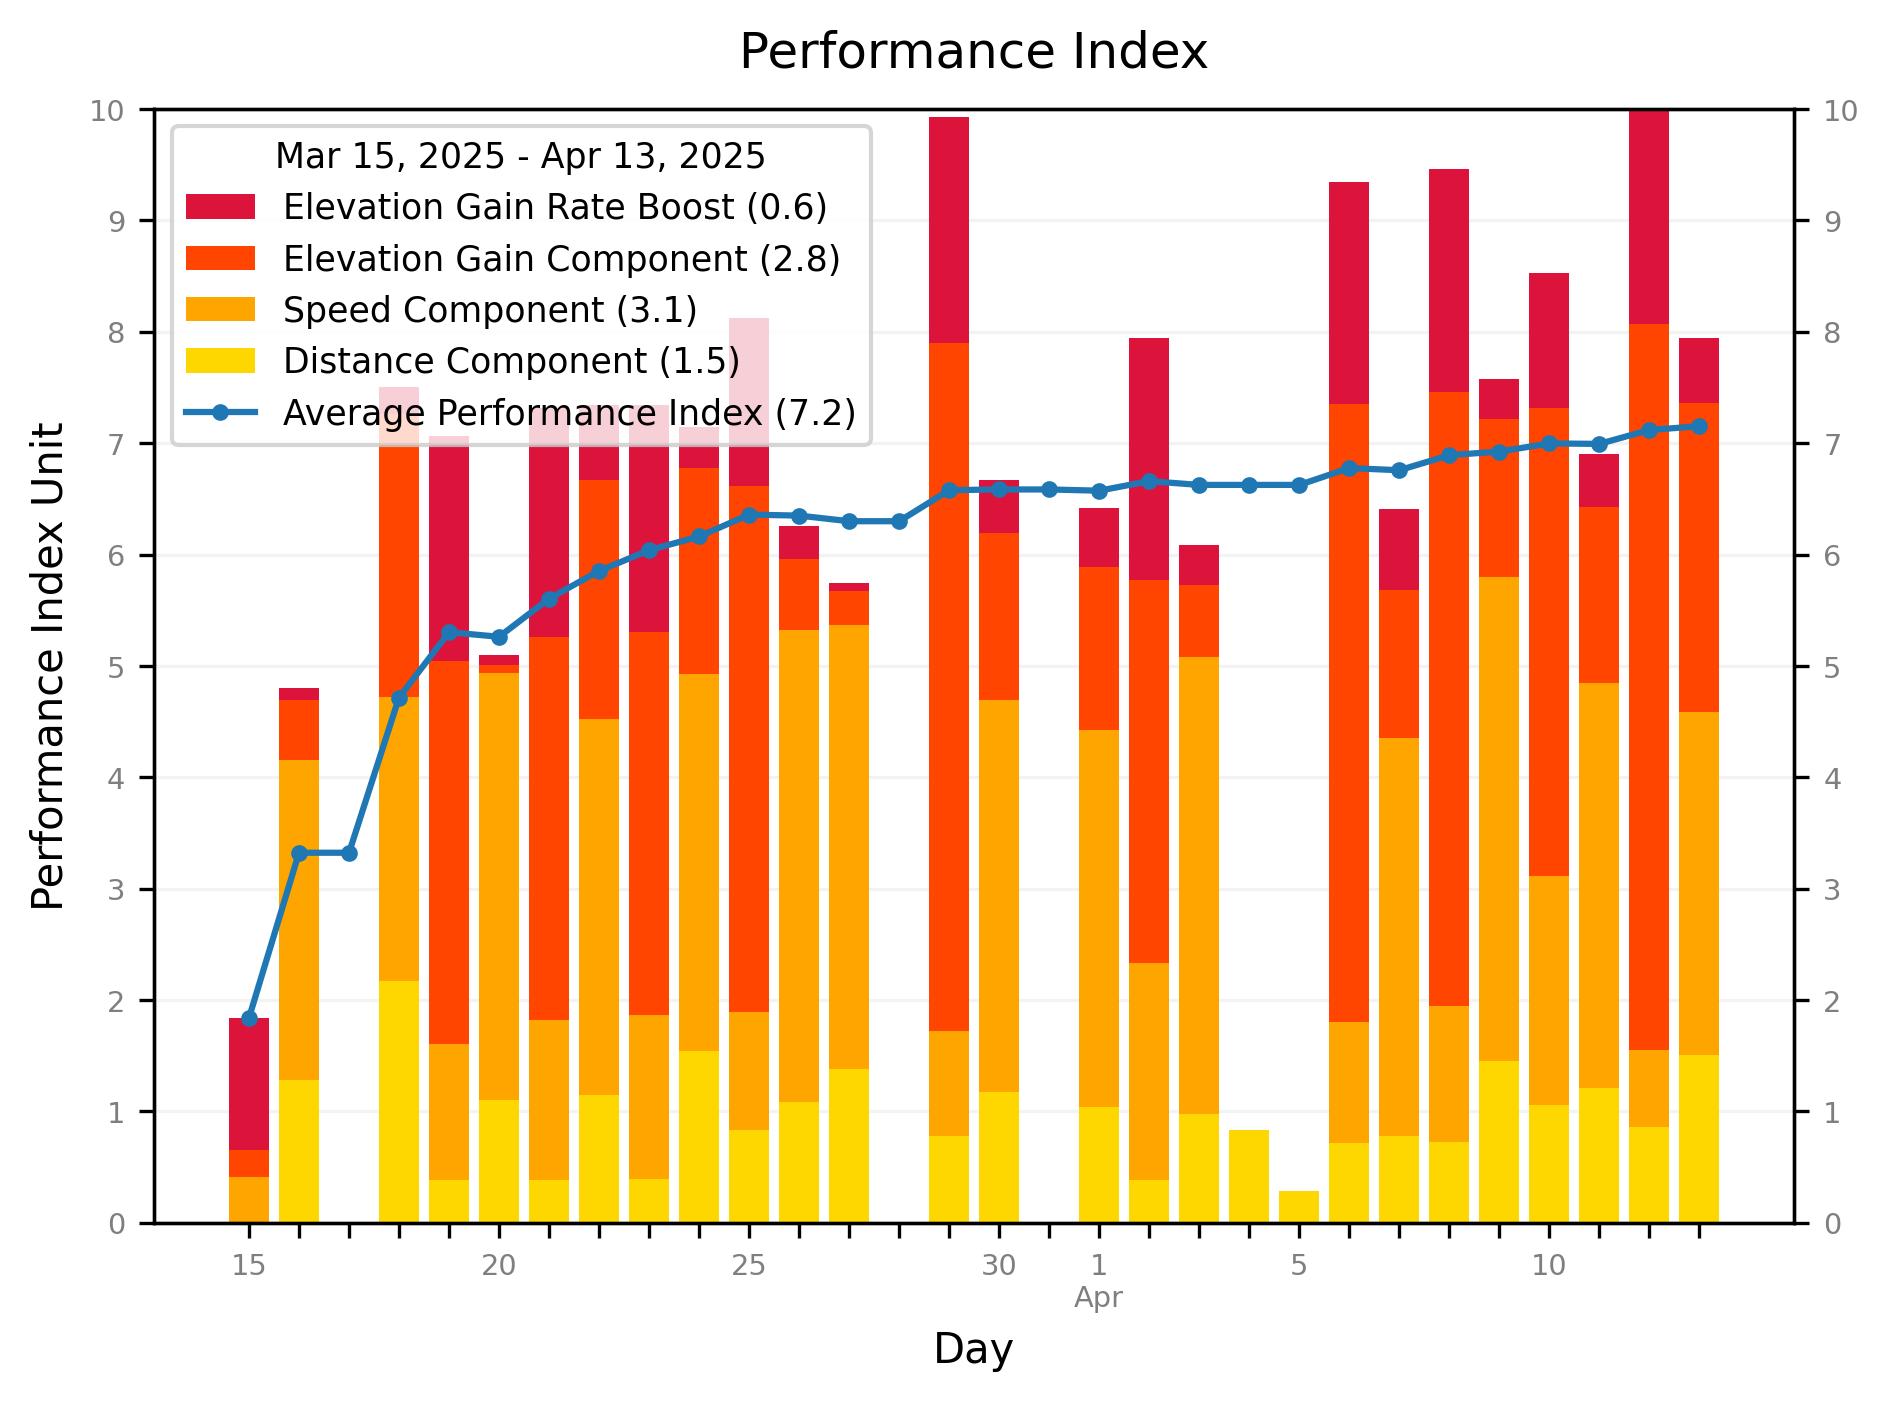 Performance Index
Mar 15, 2025 - Apr 13, 2025
Elevation Gain Rate Boost (0.6)
Elevation Gain Component (2.8)
Speed Component (3.1)
Distance Component (1.5)
Average Performance Index (7.2)
Performance Index Unit
10 10
9 9
8 8
7 7
6 6
5 5
4 4
3 3
2 2
1 1
0 0
15 20 25 30 1 5 10
Apr
Day